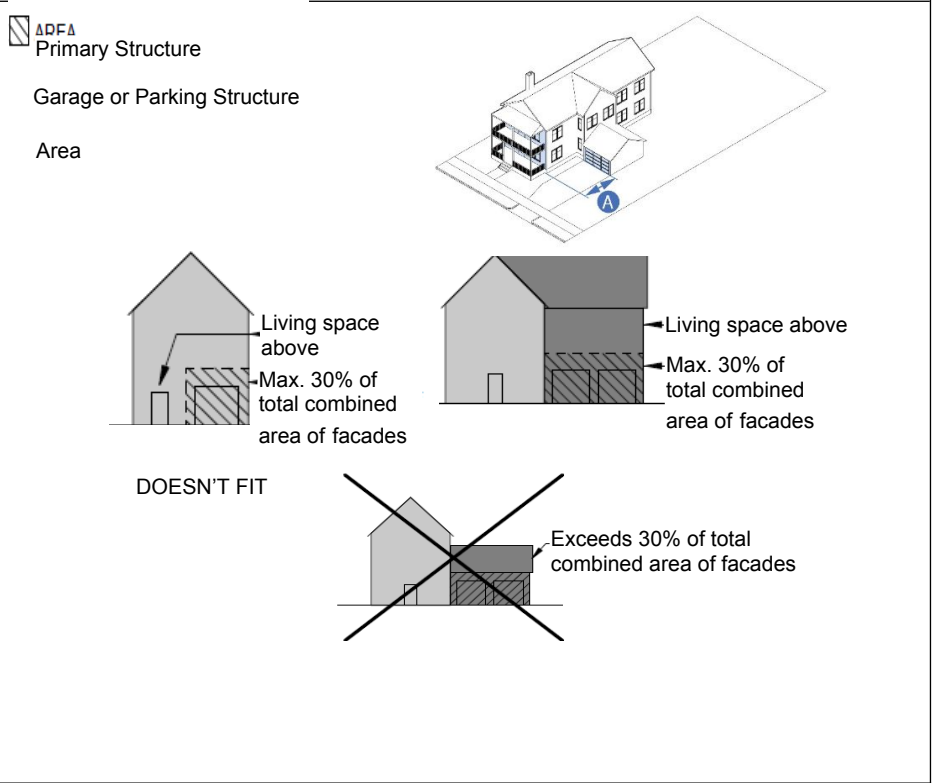 AREA
Primary Structure
Garage or Parking Structure
Area
A
Living space
above
Max. 30% of
total combined
area of facades
Living space above
Max. 30% of
total combined
area of facades
DOESN'T FIT
Exceeds 30% of total
combined area of facades